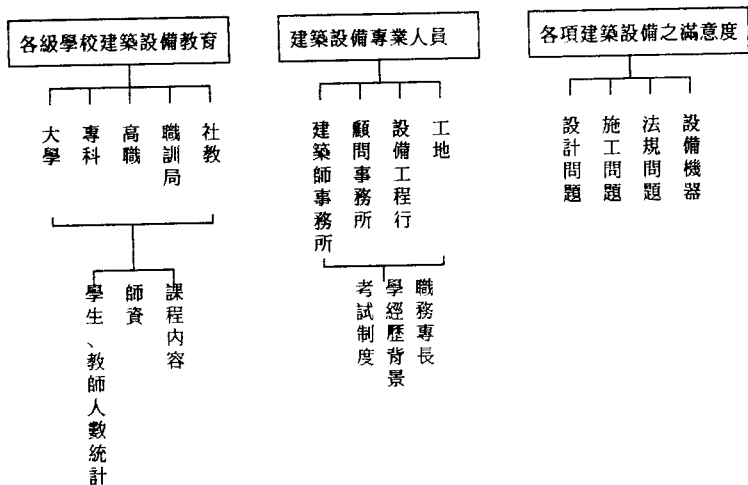 各級學校建築設備教育
大學
專科
高職
職訓局
社教
學生、教師人數統計
師資
課程內容
建築設備專業人員
建築師事務所
顧問事務所
設備工程行
工地
考試制度
學經歷背景
職務專長
各項建築設備之滿意度
設計問題
施工問題
法規問題
設備機器